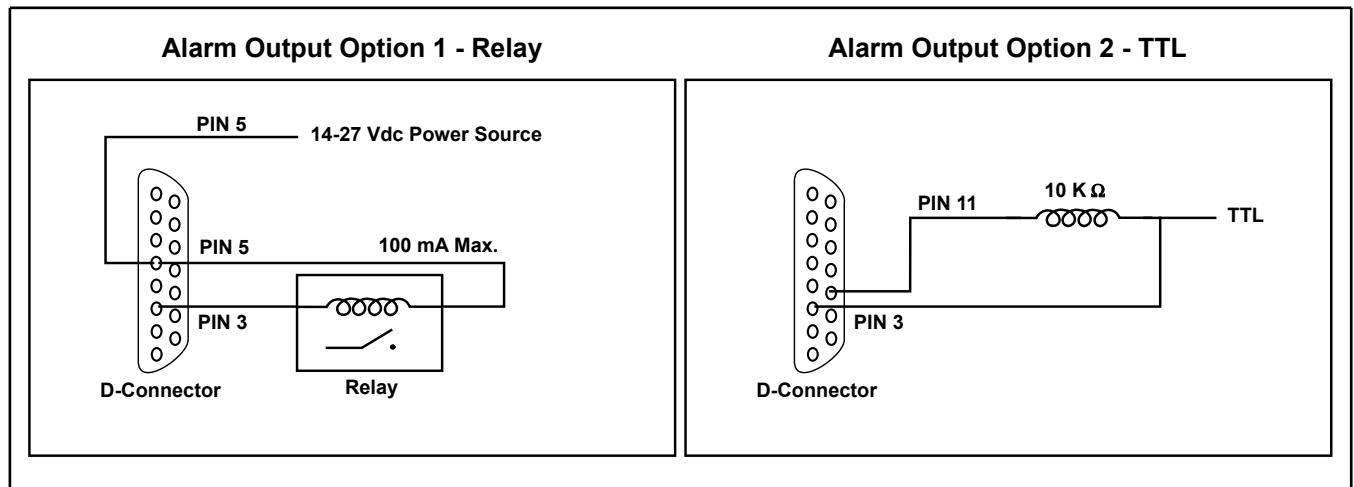 Alarm Output Option 1 - Relay
PIN 5
14-27 Vdc Power Source
PIN 5
100 mA Max.
PIN 3
D-Connector
Relay
Alarm Output Option 2 - TTL
PIN 11
10 K Ω
TTL
PIN 3
D-Connector